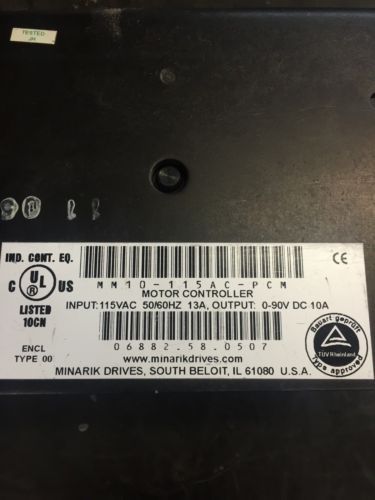 TESTED
JH
IND. CONT. EQ.
C UL US
®
LISTED
10CN
ENCL
TYPE 00
MM10-115AC-PCM
MOTOR CONTROLLER
INPUT:115VAC 50/60HZ 13A, OUTPUT: 0-90V DC 10A
06882.58.0507
www.minarikdrives.com
MINARIK DRIVES, SOUTH BELOIT, IL 61080 U.S.A.
CE
Bauart geprüft
TÜV Rheinland
Type approved